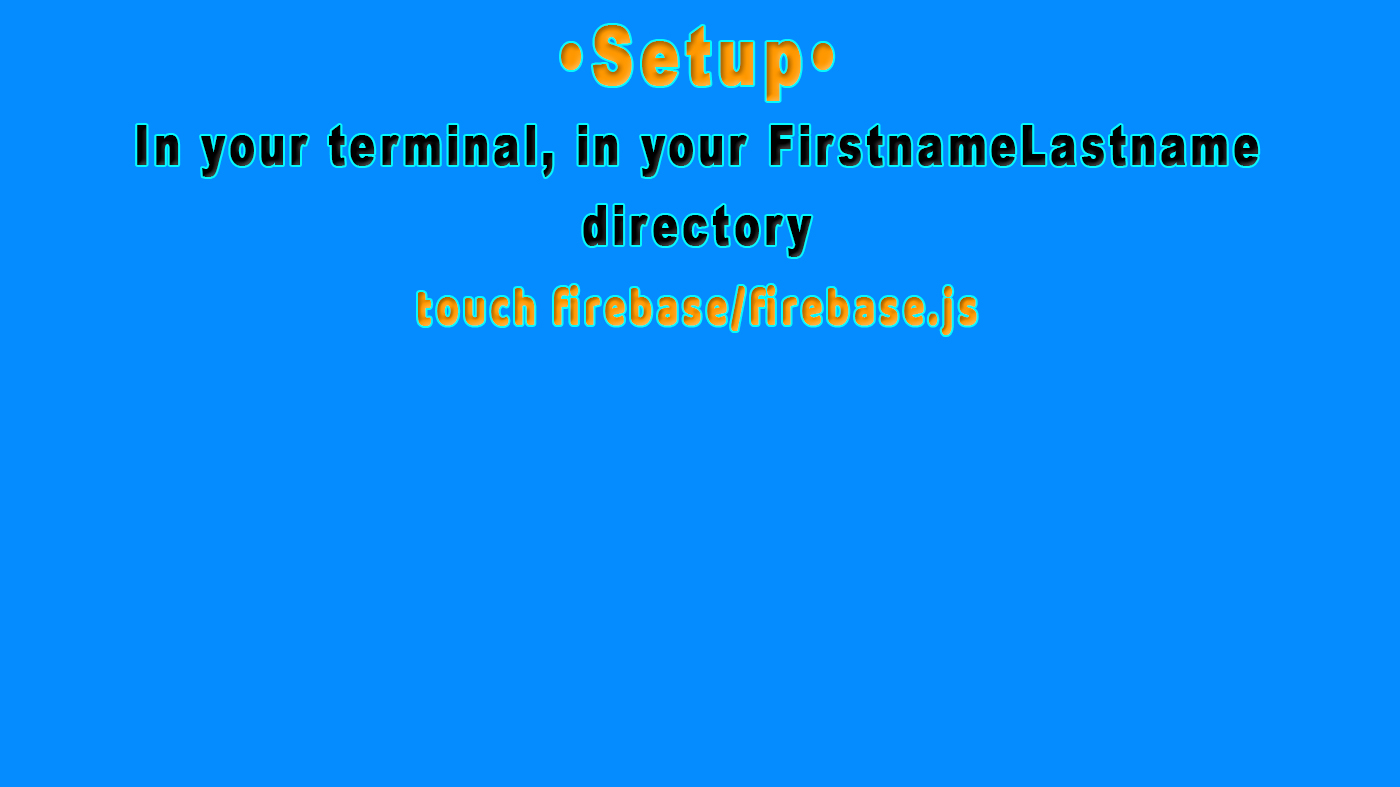 •Setup•
In your terminal, in your FirstnameLastname
directory
touch firebase/firebase.js